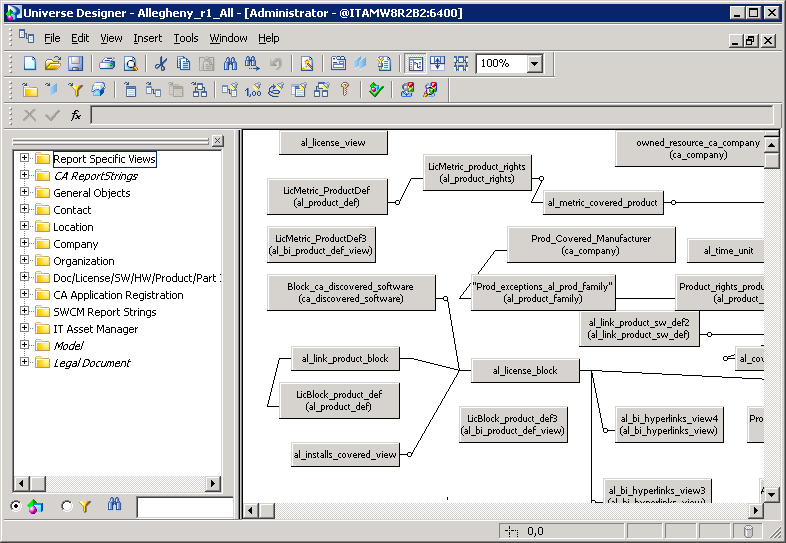 Universe Designer - Allegheny_r1_All - [Administrator - @ITAMW8R2B2:6400]
File Edit View Insert Tools Window Help
100%
1,00
fx
Report Specific Views
CA ReportStrings
General Objects
Contact
Location
Company
Organization
Doc/License/SW/HW/Product/Part
CA Application Registration
SWCM Report Strings
IT Asset Manager
Model
Legal Document
al_license_view
owned_resource_ca_company
(ca_company)
LicMetric_product_rights
(al_product_rights)
LicMetric_ProductDef
(al_product_def)
al_metric_covered_product
LicMetric_ProductDef3
(al_bi_product_def_view)
Prod_Covered_Manufacturer
(ca_company)
al_time_unit
Block_ca_discovered_software
(ca_discovered_software)
"Prod_exceptions_al_prod_family"
(al_product_family)
Product_rights_produ
(al_product_
al_link_product_sw_def2
(al_link_product_sw_def)
al_link_product_block
al_cov
al_license_block
LicBlock_product_def
(al_product_def)
LicBlock_product_def3
(al_bi_product_def_view)
al_bi_hyperlinks_view4
(al_bi_hyperlinks_view)
Pro
al_installs_covered_view
al_bi_hyperlinks_view3
(al_bi_hyperlinks_view)
0,0